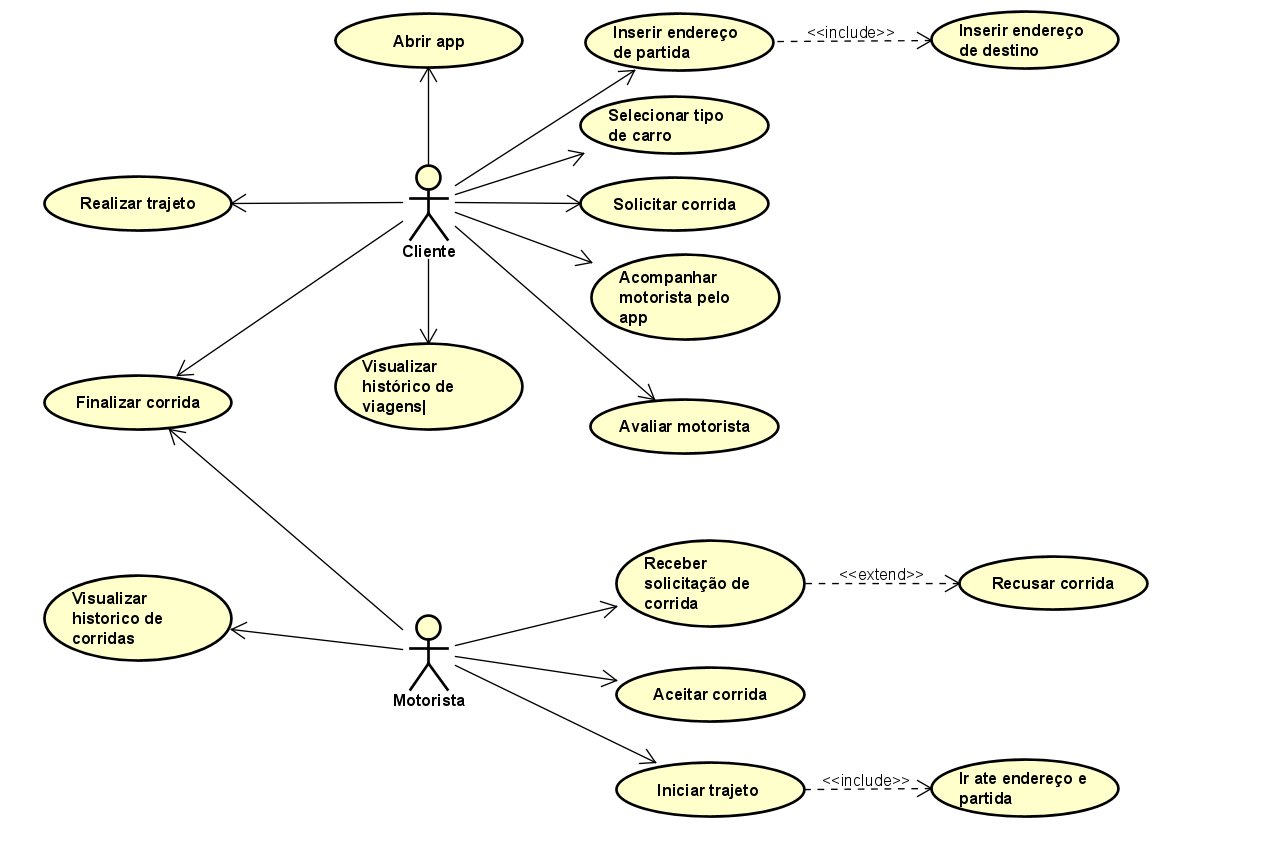 Abrir app
Inserir endereço
de partida
<<include>>
Inserir endereço
de destino
Selecionar tipo
de carro
Realizar trajeto
Solicitar corrida
Cliente
Acompanhar
motorista pelo
app
Visualizar
histórico de
viagens|
Finalizar corrida
Avaliar motorista
Receber
solicitação de
corrida
<<extend>>
Recusar corrida
Visualizar
historico de
corridas
Motorista
Aceitar corrida
Iniciar trajeto
<<include>>
Ir ate endereço e
partida